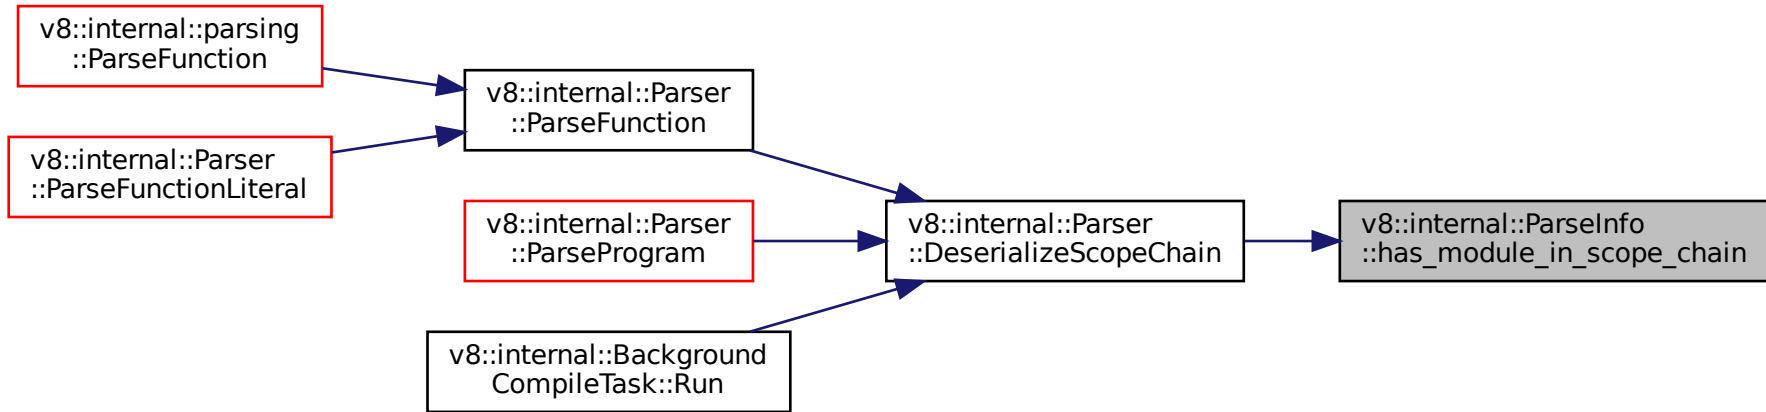 v8::internal::parsing
::ParseFunction
v8::internal::Parser
::ParseFunctionLiteral
v8::internal::Parser
::ParseFunction
v8::internal::Parser
::ParseProgram
v8::internal::Background
CompileTask::Run
v8::internal::Parser
::DeserializeScopeChain
v8::internal::ParseInfo
::has_module_in_scope_chain